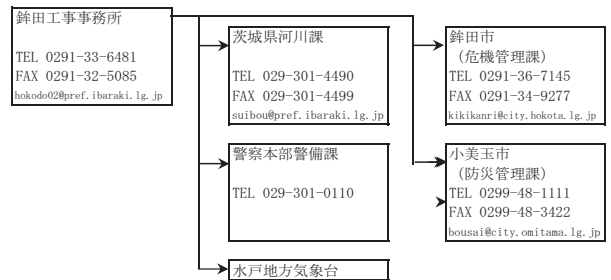 鉾田工事事務所
TEL 0291-33-6481
FAX 0291-32-5085
hokodo02@pref.ibaraki.lg.jp
茨城県河川課
TEL 029-301-4490
FAX 029-301-4499
suibou@pref.ibaraki.lg.jp
鉾田市
（危機管理課）
TEL 0291-36-7145
FAX 0291-34-9277
kikikanri@city.hokota.lg.jp
警察本部警備課
TEL 029-301-0110
小美玉市
（防災管理課）
TEL 0299-48-1111
FAX 0299-48-3422
bousai@city.omitama.lg.jp
水戸地方気象台